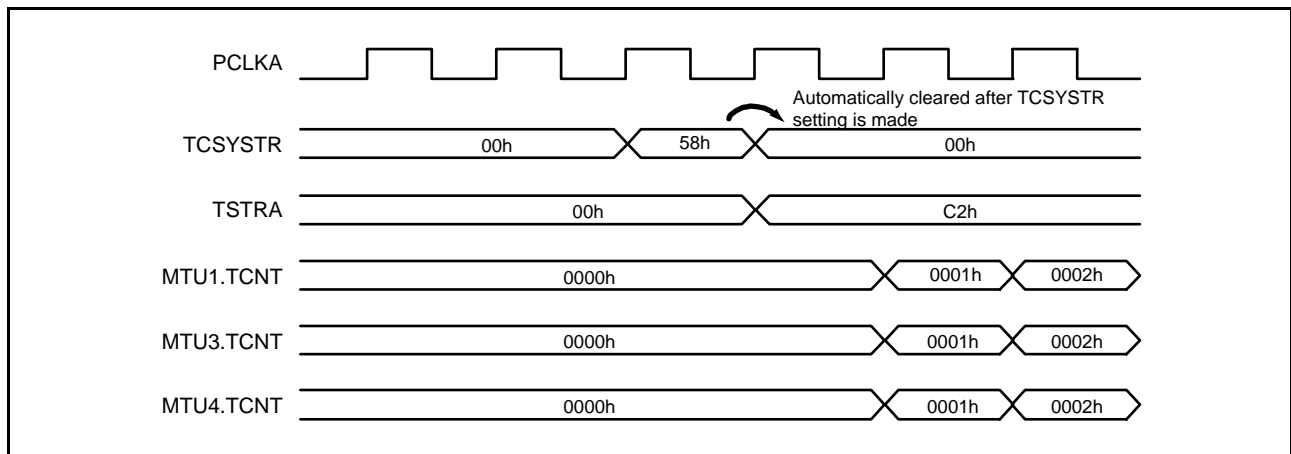 PCLKA
Automatically cleared after TCSYSTR
setting is made
TCSYSTR 00h 58h 00h
TSTRA 00h C2h
MTU1.TCNT 0000h 0001h 0002h
MTU3.TCNT 0000h 0001h 0002h
MTU4.TCNT 0000h 0001h 0002h